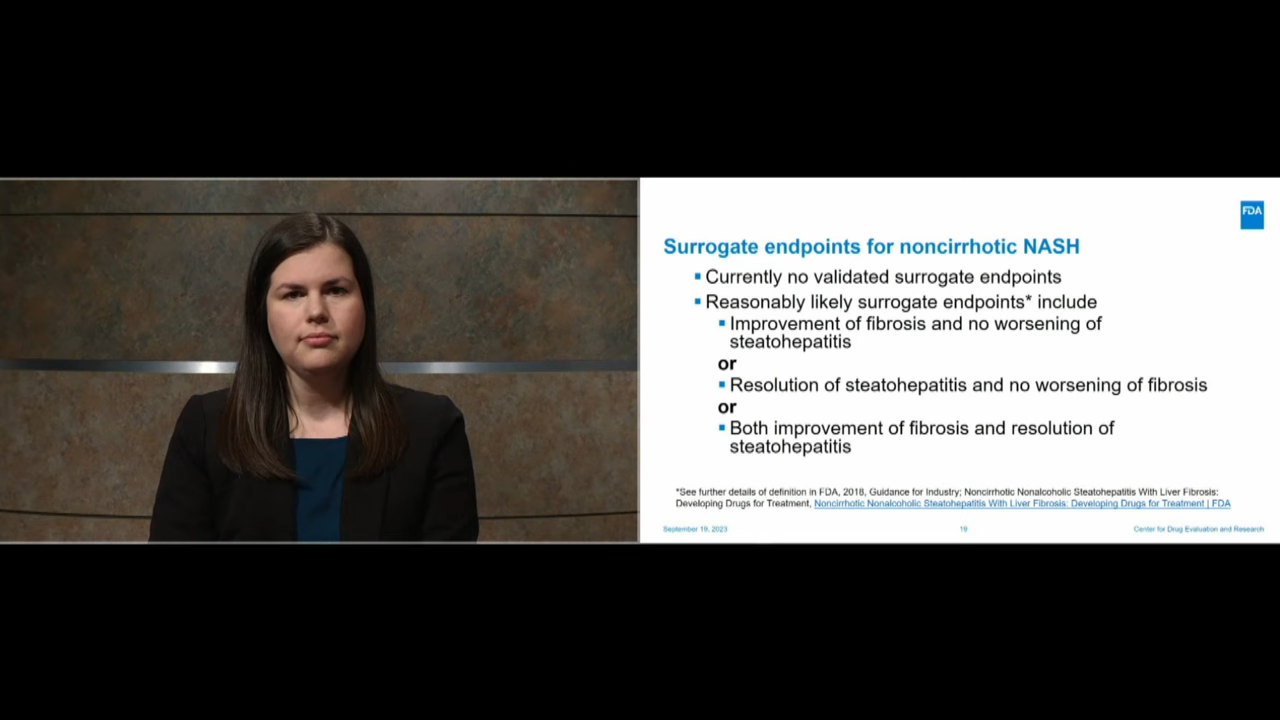 FDA
Surrogate endpoints for noncirrhotic NASH
Currently no validated surrogate endpoints
Reasonably likely surrogate endpoints* include
Improvement of fibrosis and no worsening of
steatohepatitis
or
Resolution of steatohepatitis and no worsening of fibrosis
or
Both improvement of fibrosis and resolution of
steatohepatitis
*See further details of definition in FDA, 2018, Guidance for Industry; Noncirrhotic Nonalcoholic Steatohepatitis With Liver Fibrosis:
Developing Drugs for Treatment, Noncirrhotic Nonalcoholic Steatohepatitis With Liver Fibrosis: Developing Drugs for Treatment | FDA
September 19, 2023 19 Center for Drug Evaluation and Research